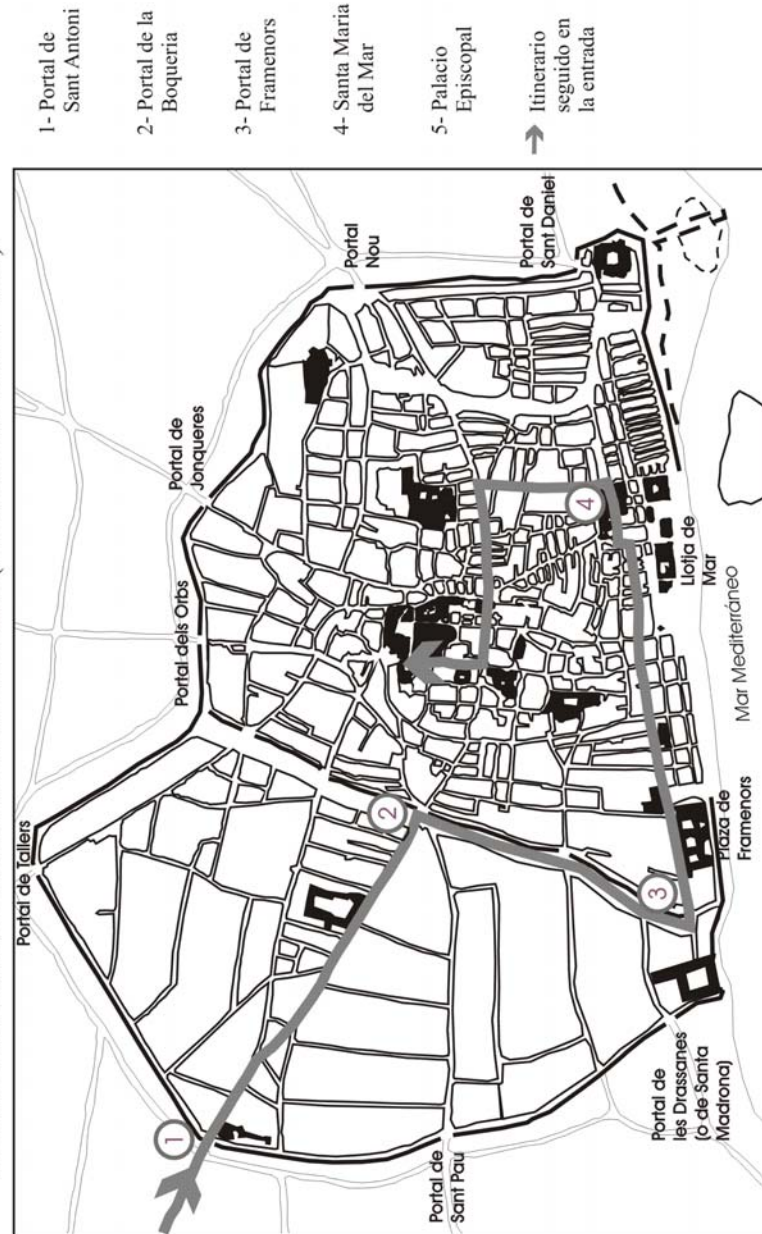 1- Portal de
Sant Antoni
2- Portal de la
Boqueria
3- Portal de
Framenors
4- Santa Maria
del Mar
5- Palacio
Episcopal
Itinerario
seguido en
la entrada
Portal de Tallers
Portal dels Orbs
Portal de
Jonqueres
Portal
Nou
Portal de
Sant Daniel
1
2
3
4
Portal de
Sant Pau
Portal de
les Drassanes
(o de Santa
Madrona)
Plaza de
Framenors
Llotja de
Mar
Mar Mediterráneo